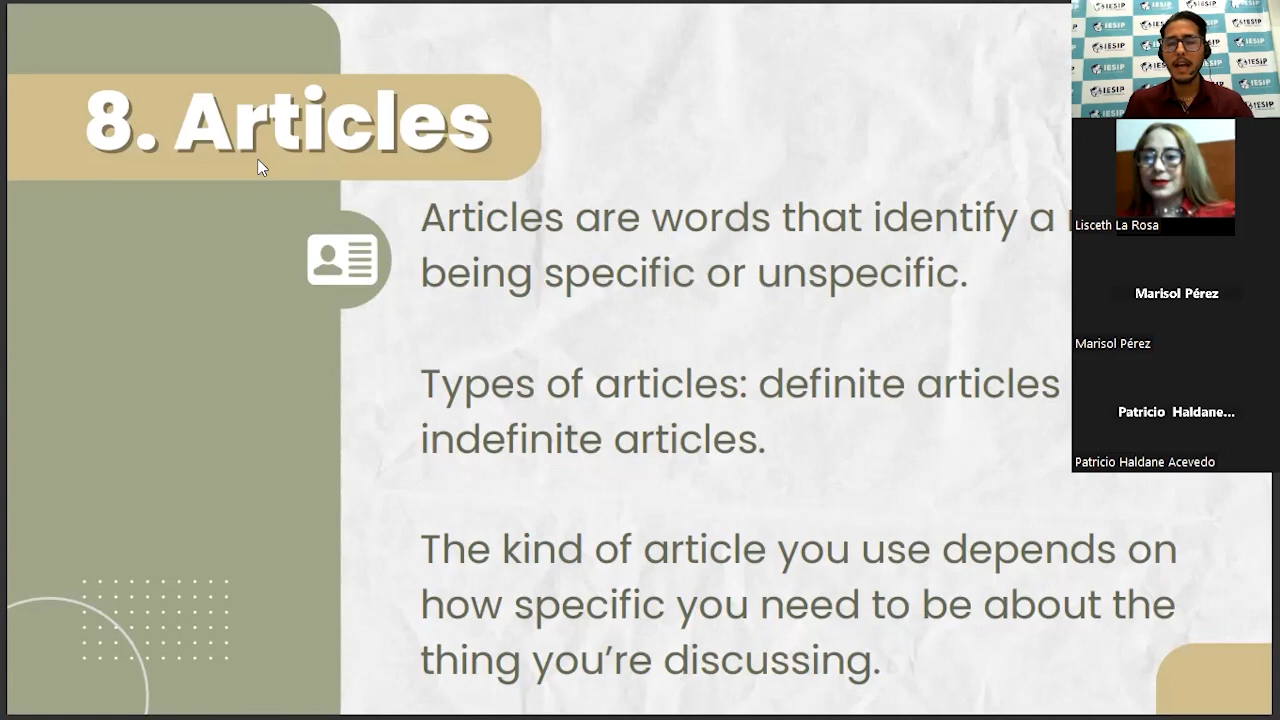 8. Articles
Articles are words that identify a
being specific or unspecific.
Types of articles: definite articles
indefinite articles.
The kind of article you use depends on
how specific you need to be about the
thing you're discussing.
IESIP
Lisceth La Rosa
Marisol Pérez
Marisol Pérez
Patricio Haldane...
Patricio Haldane Acevedo